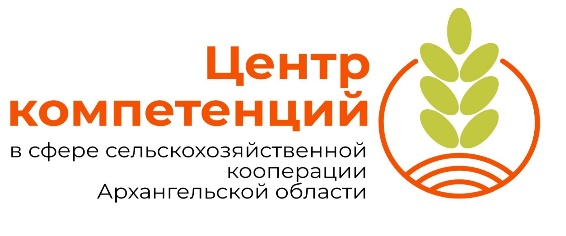 Центр
компетенций
в сфере сельскохозяйственной
кооперации
Архангельской области